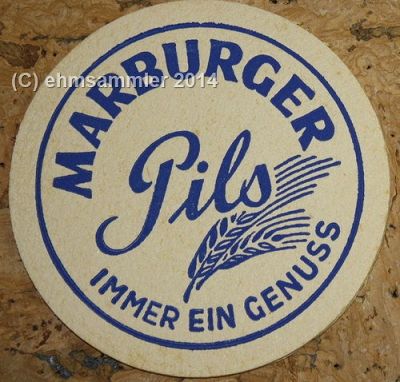 (C) ehmsammler 2014
MARBURGER
Pils
IMMER EIN GENUSS